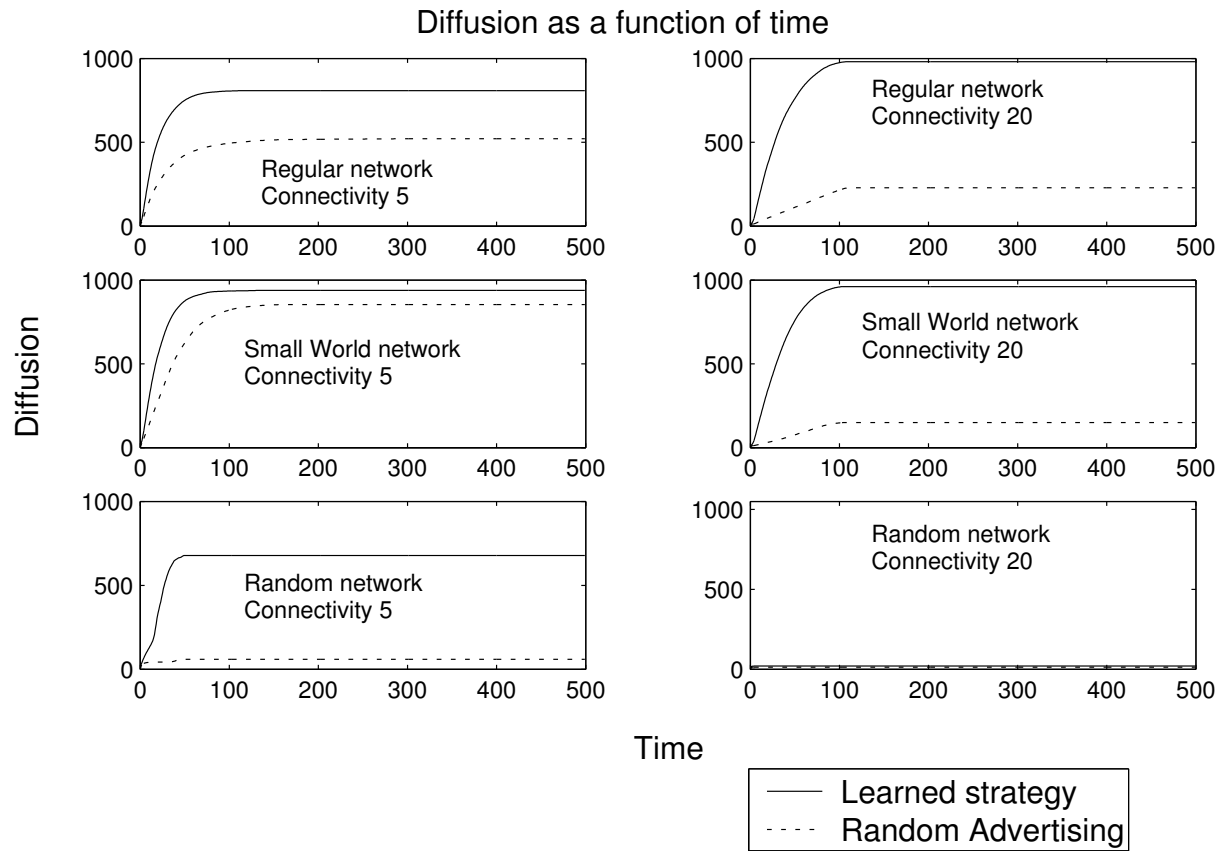 Diffusion as a function of time
1000
500
0
Regular network
Connectivity 5
0 100 200 300 400 500
1000
500
0
Regular network
Connectivity 20
0 100 200 300 400 500
Diffusion
1000
500
0
Small World network
Connectivity 5
0 100 200 300 400 500
1000
500
0
Small World network
Connectivity 20
0 100 200 300 400 500
1000
500
0
Random network
Connectivity 5
0 100 200 300 400 500
1000
500
0
Random network
Connectivity 20
0 100 200 300 400 500
Time
Learned strategy
Random Advertising